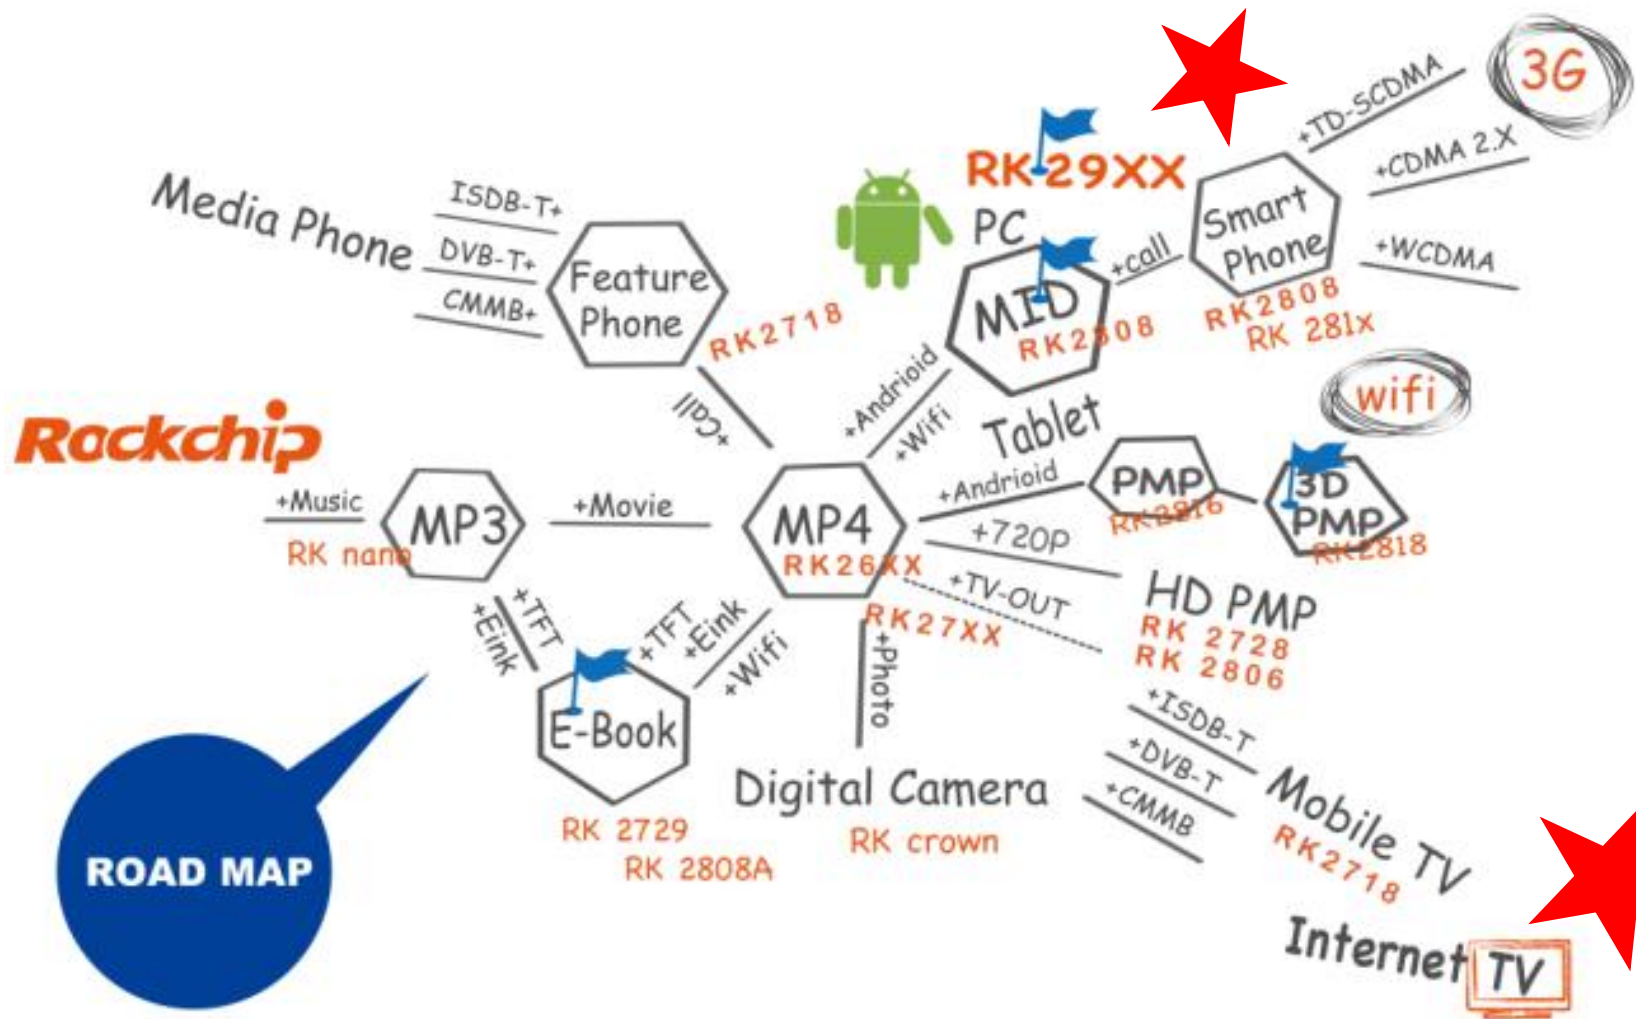 3G
+TD-SCDMA
+CDMA 2.X
+WCDMA
RK 29XX
PC
Smart
Phone
RK2808
RK 281x
+call
MID
RK2808
Tablet
Media Phone
ISDB-T+
DVB-T+
CMMB+
Feature
Phone
RK2718
+Call
+Andrioid
+Wifi
wifi
Rockchip
+Music
MP3
RK nano
+Movie
MP4
RK26XX
RK27XX
+Andrioid
PMP
RK2816
3D
PMP
RK2818
+720P
+TV-OUT
HD PMP
RK 2728
RK 2806
+TFT
+Eink
+TFT
+Eink
+Wifi
E-Book
RK 2729
RK 2808A
+Photo
Digital Camera
RK crown
+ISDB-T
+DVB-T
+CMMB
Mobile TV
RK2718
Internet TV
ROAD MAP